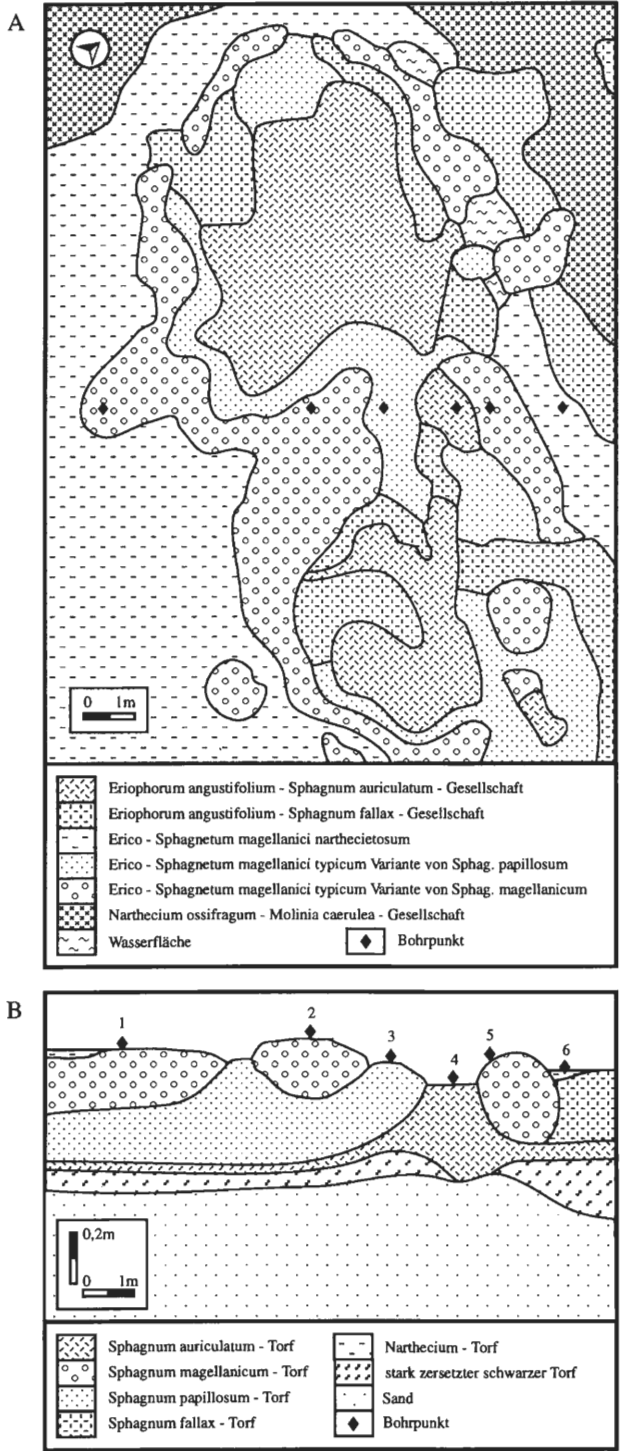 A
0 1m
Eriophorum angustifolium - Sphagnum auriculatum - Gesellschaft
Eriophorum angustifolium - Sphagnum fallax - Gesellschaft
Erico - Sphagnetum magellanici narthecietosum
Erico - Sphagnetum magellanici typicum Variante von Sphag. papillosum
Erico - Sphagnetum magellanici typicum Variante von Sphag. magellanicum
Narthecium ossifragum - Molinia caerulea - Gesellschaft
Wasserfläche Bohrpunkt
B
1 2 3 4 5 6
0,2m
0 1m
Sphagnum auriculatum - Torf Narthecium - Torf
Sphagnum magellanicum - Torf stark zersetzter schwarzer Torf
Sphagnum papillosum - Torf Sand
Sphagnum fallax - Torf Bohrpunkt